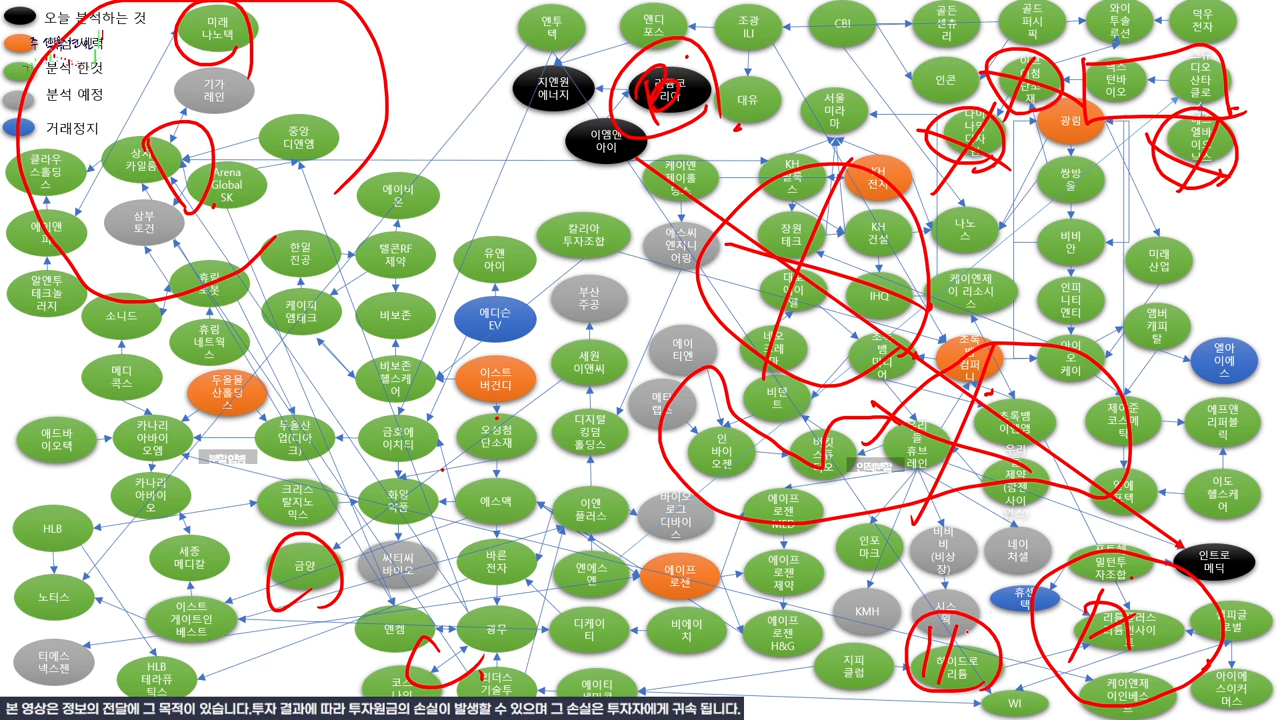 오늘 분석하는 것
분석 한것
분석 예정
거래정지
미래
나노텍
기가
레인
중앙
디앤엠
클라우
스홀딩
스
Arena
Global
SK
삼부
토건
에이앤
알엔투
테크놀
러지
한일
진공
휴림
네트웍
스
소니드
메디
콕스
두올물
산홀딩
스
애드바
이오텍
카나리
아바이
오엠
카나리
아바이
오
크리스
탈지노
믹스
HLB
세종
메디칼
금양
노터스
이스트
게이트인
베스트
티에스
넥스젠
HLB
테라퓨
틱스
에이비
온
텔콘RF
제약
케이피
엠테크
비보존
비보존
헬스케
어
금호에
이치티
화일
약품
씨티씨
바이오
엔켐
엔투
텍
지엔원
에너지
이엠앤
아이
유앤
아이
에디슨
EV
이스트
버건디
오성첨
단소재
에스맥
바른
전자
광무
리더스
기술투
앤디
포스
칼리아
투자조합
부산
주공
세원
이앤씨
디지털
킹덤
홀딩스
이엔
플러스
엔에스
엔
디케이
티
비에이
치
조광
ILI
대유
케이엔
제이홀
딩스
에스씨
엔지니
어링
에이
티엔
바이오
로그
디바이
스
에이프
로젠
에이프
로젠
MED
에이프
로젠
제약
에이프
로젠
H&G
CBI
서울
미라
마
KH
전자
장원
테크
KH
건설
IHQ
비덴
트
인
바이
오젠
인포
마크
KMH
지피
클럽
비비
비
(비상
장)
네이
처셀
하이드로
리튬
WI
골든
센츄
리
골드
퍼시
픽
와이
투솔
루션
덕우
전자
인콘
광림
쌍방
울
나노
스
비비
안
미래
산업
케이엔제
이 리소시
스
인피
니티
엔티
앰버
캐피
탈
아이
오
케이
엘아
이에
스
초록뱀
이앤엠
제이준
코스메
틱
에프앤
리퍼블
릭
이도
헬스케
어
인트로
메딕
케이엔제
이인베스
트
아이에
스이커
머스
본 영상은 정보의 전달에 그 목적이 있습니다.투자 결과에 따라 투자원금의 손실이 발생할 수 있으며 그 손실은 투자자에게 귀속 됩니다.